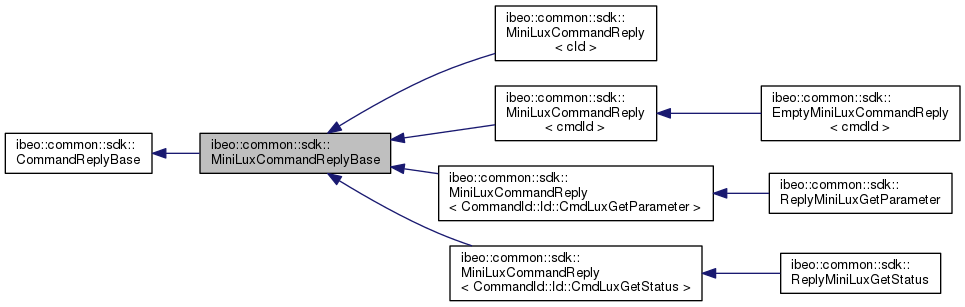 ibeo::common::sdk::
CommandReplyBase
ibeo::common::sdk::
MiniLuxCommandReplyBase
ibeo::common::sdk::
MiniLuxCommandReply
< cId >
ibeo::common::sdk::
MiniLuxCommandReply
< cmdId >
ibeo::common::sdk::
EmptyMiniLuxCommandReply
< cmdId >
ibeo::common::sdk::
MiniLuxCommandReply
< CommandId::Id::CmdLuxGetParameter >
ibeo::common::sdk::
ReplyMiniLuxGetParameter
ibeo::common::sdk::
MiniLuxCommandReply
< CommandId::Id::CmdLuxGetStatus >
ibeo::common::sdk::
ReplyMiniLuxGetStatus